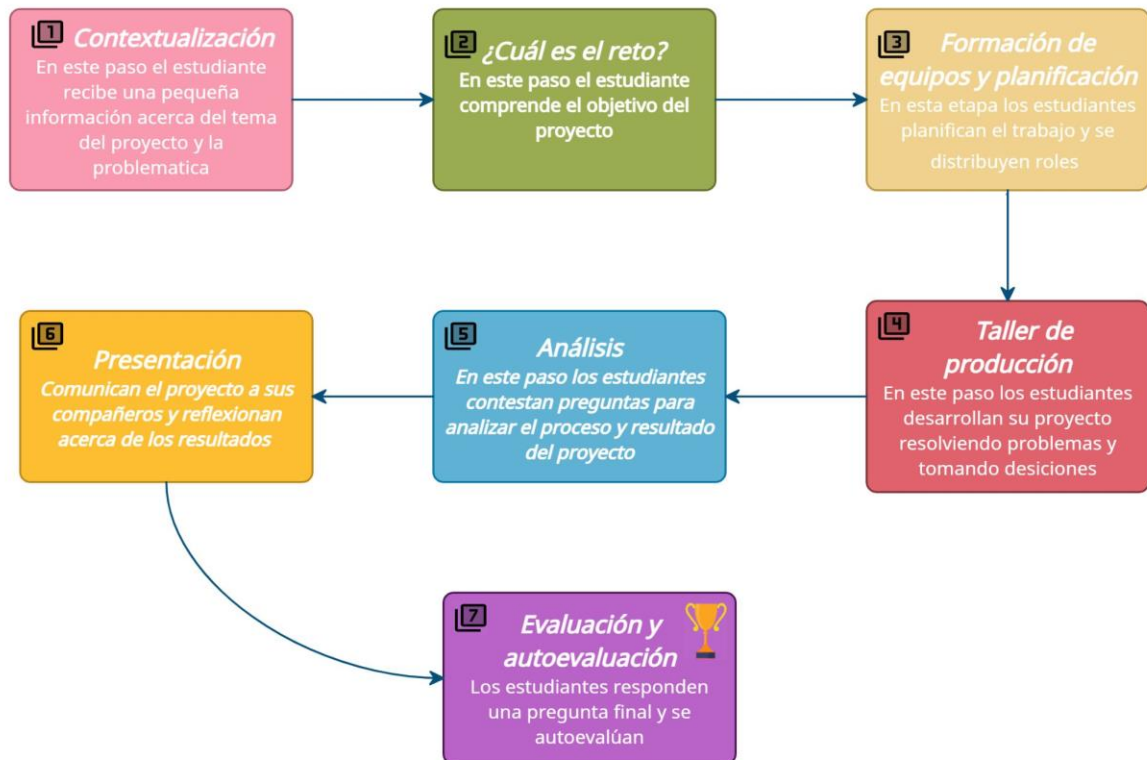 1
Contextualización
En este paso el estudiante
recibe una pequeña
información acerca del tema
del proyecto y la
problematica
2
¿Cuál es el reto?
En este paso el estudiante
comprende el objetivo del
proyecto
3
Formación de
equipos y planificación
En esta etapa los estudiantes
planifican el trabajo y se
distribuyen roles
4
Taller de
producción
En este paso los estudiantes
desarrollan su proyecto
resolviendo problemas y
tomando desiciones
5
Análisis
En este paso los estudiantes
contestan preguntas para
analizar el proceso y resultado
del proyecto
6
Presentación
Comunican el proyecto a sus
compañeros y reflexionan
acerca de los resultados
7
Evaluación y
autoevaluación
Los estudiantes responden
una pregunta final y se
autoevalúan